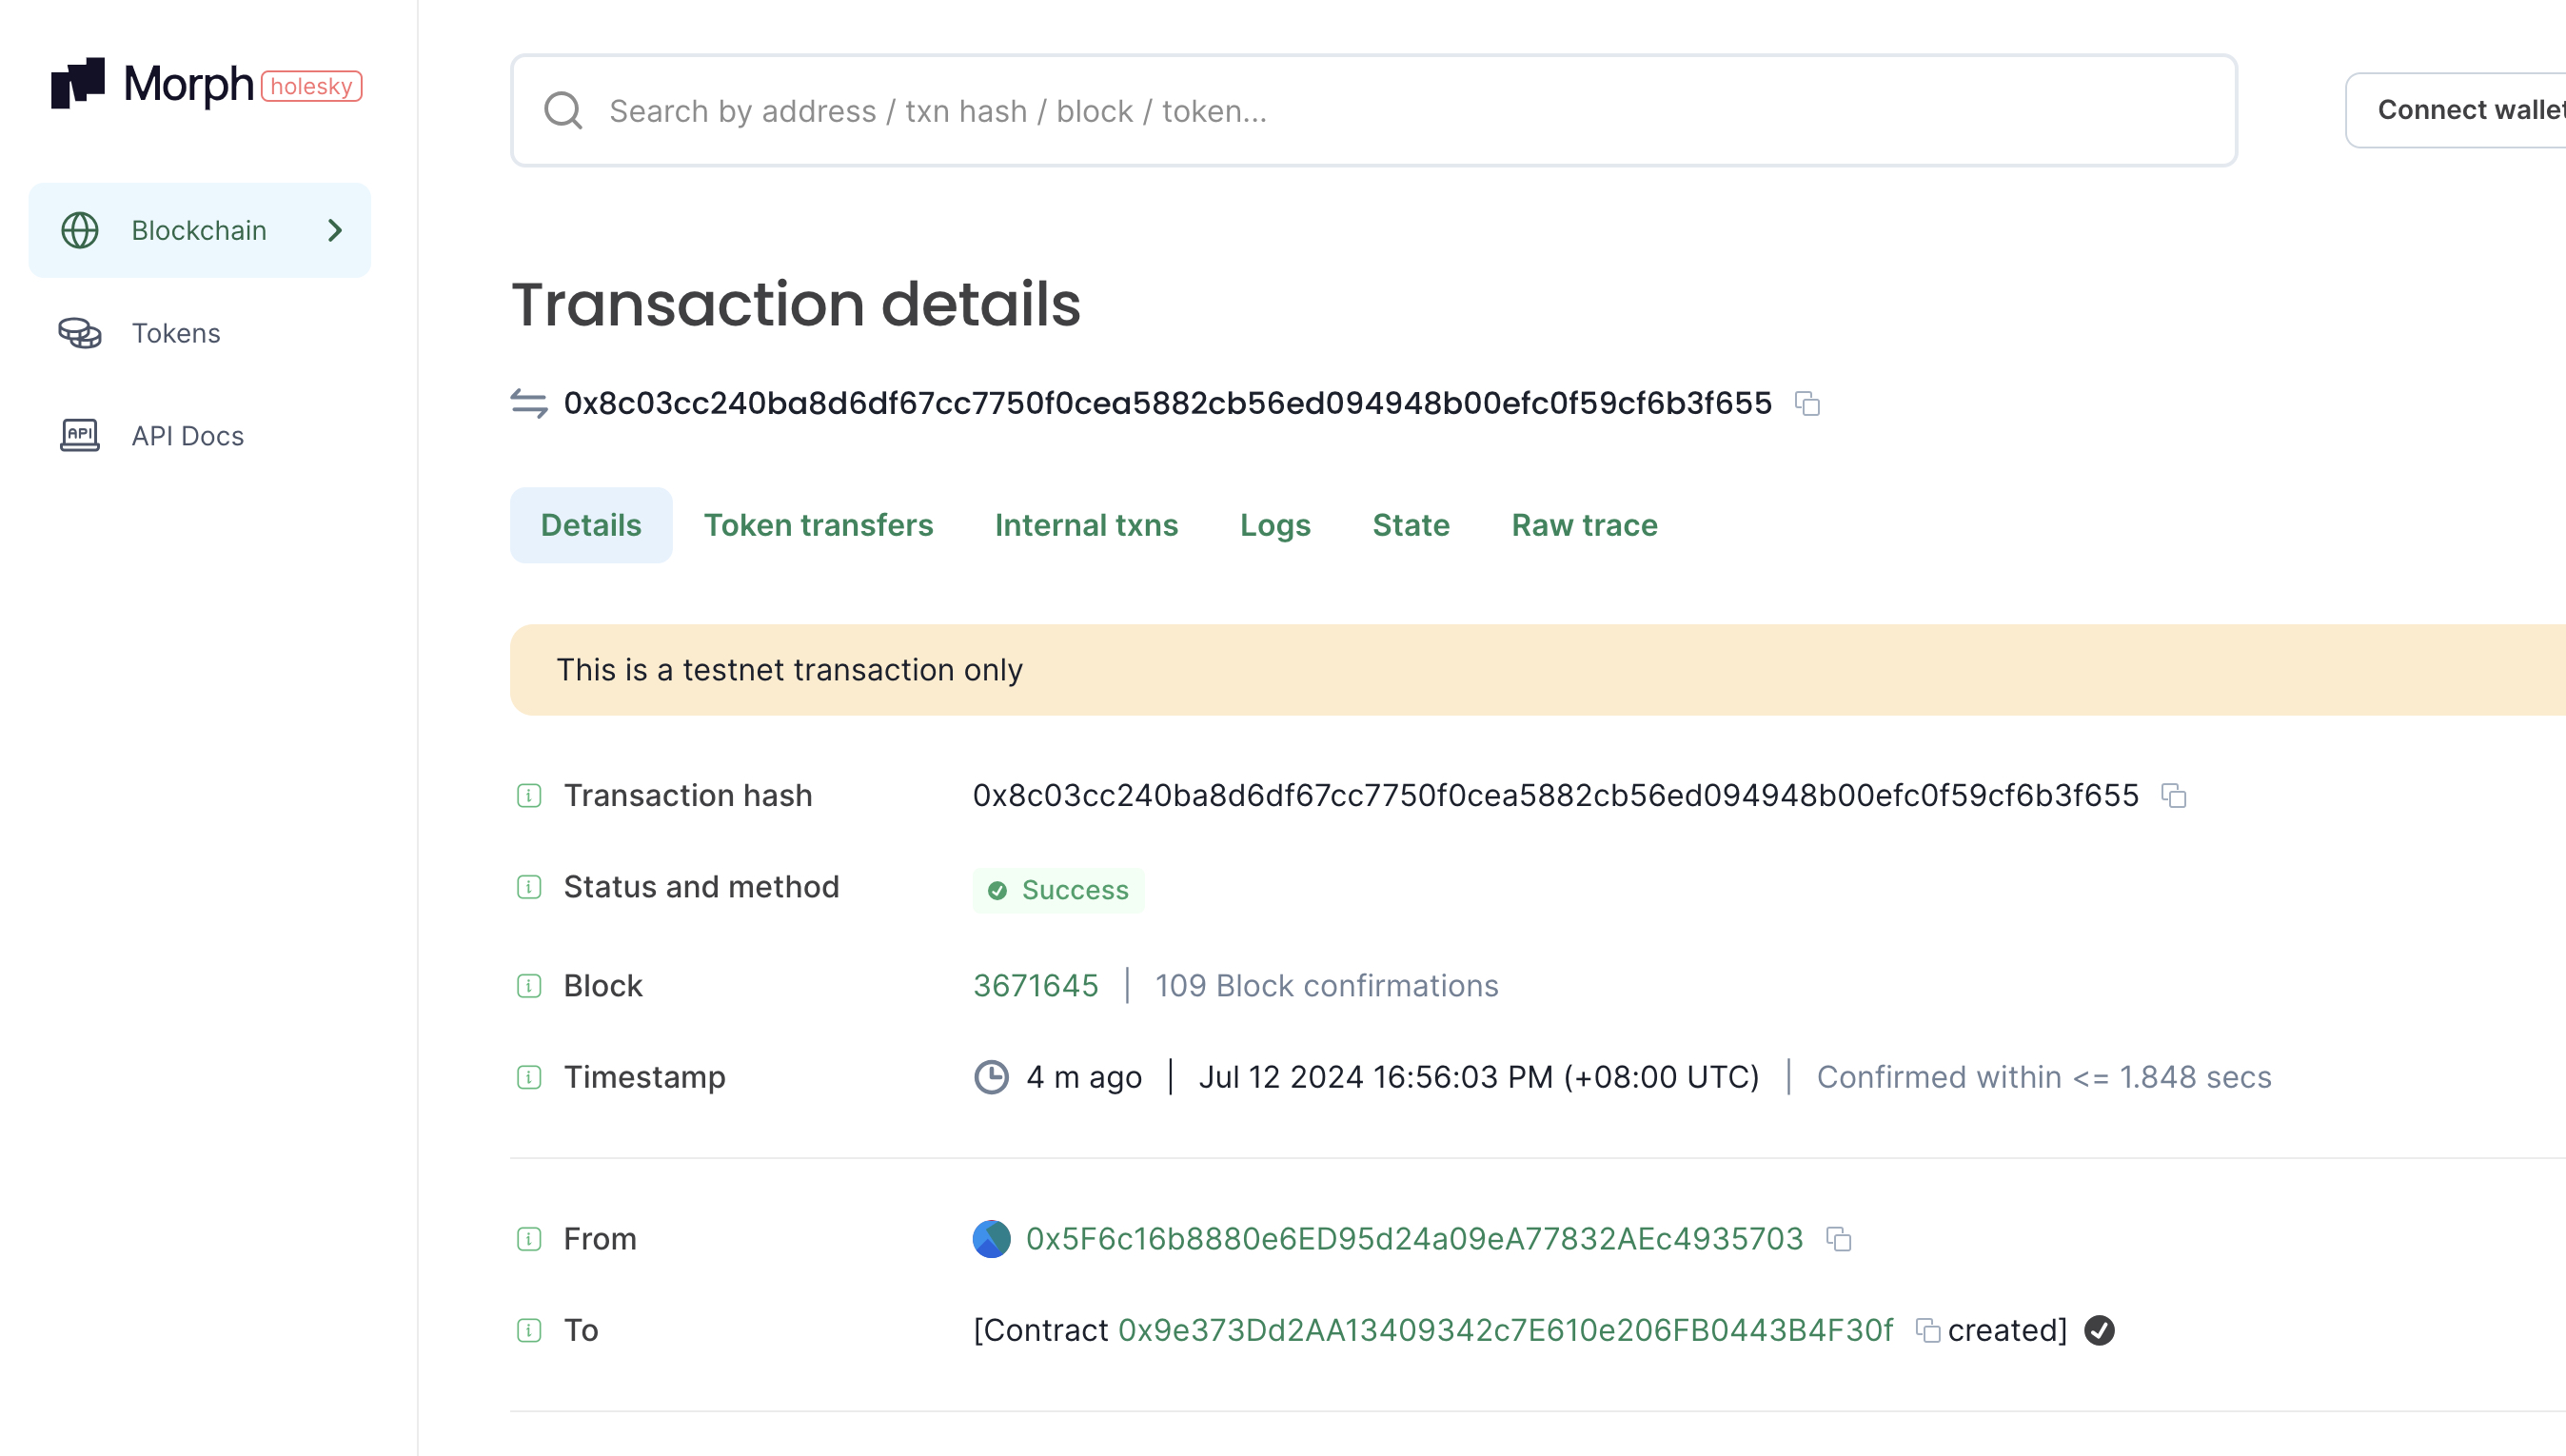 Morph holesky
Search by address / txn hash / block / token...
Blockchain
Tokens
API
API Docs
Transaction details
0x8c03cc240ba8d6df67cc7750f0cea5882cb56ed094948b00efc0f59cf6b3f655
Details Token transfers Internal txns Logs State Raw trace
This is a testnet transaction only
Transaction hash 0x8c03cc240ba8d6df67cc7750f0cea5882cb56ed094948b00efc0f59cf6b3f655
Status and method Success
Block 3671645 | 109 Block confirmations
Timestamp 4 m ago | Jul 12 2024 16:56:03 PM (+08:00 UTC) | Confirmed within <= 1.848 secs
From 0x5F6c16b8880e6ED95d24a09eA77832AEc4935703
To [Contract 0x9e373Dd2AA13409342c7E610e206FB0443B4F30f created]